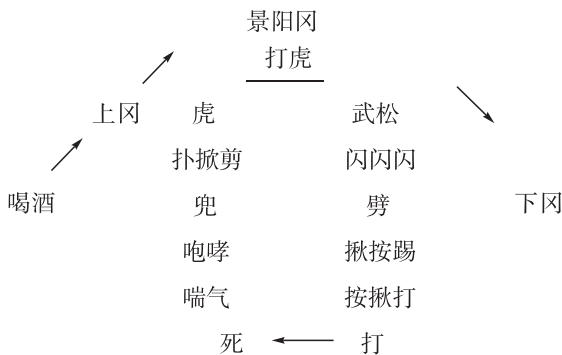 景阳冈
打虎
上冈 虎 武松
扑掀剪 闪闪闪
喝酒 兜 劈 下冈
咆哮 揪按踢
喘气 按揪打
死 打